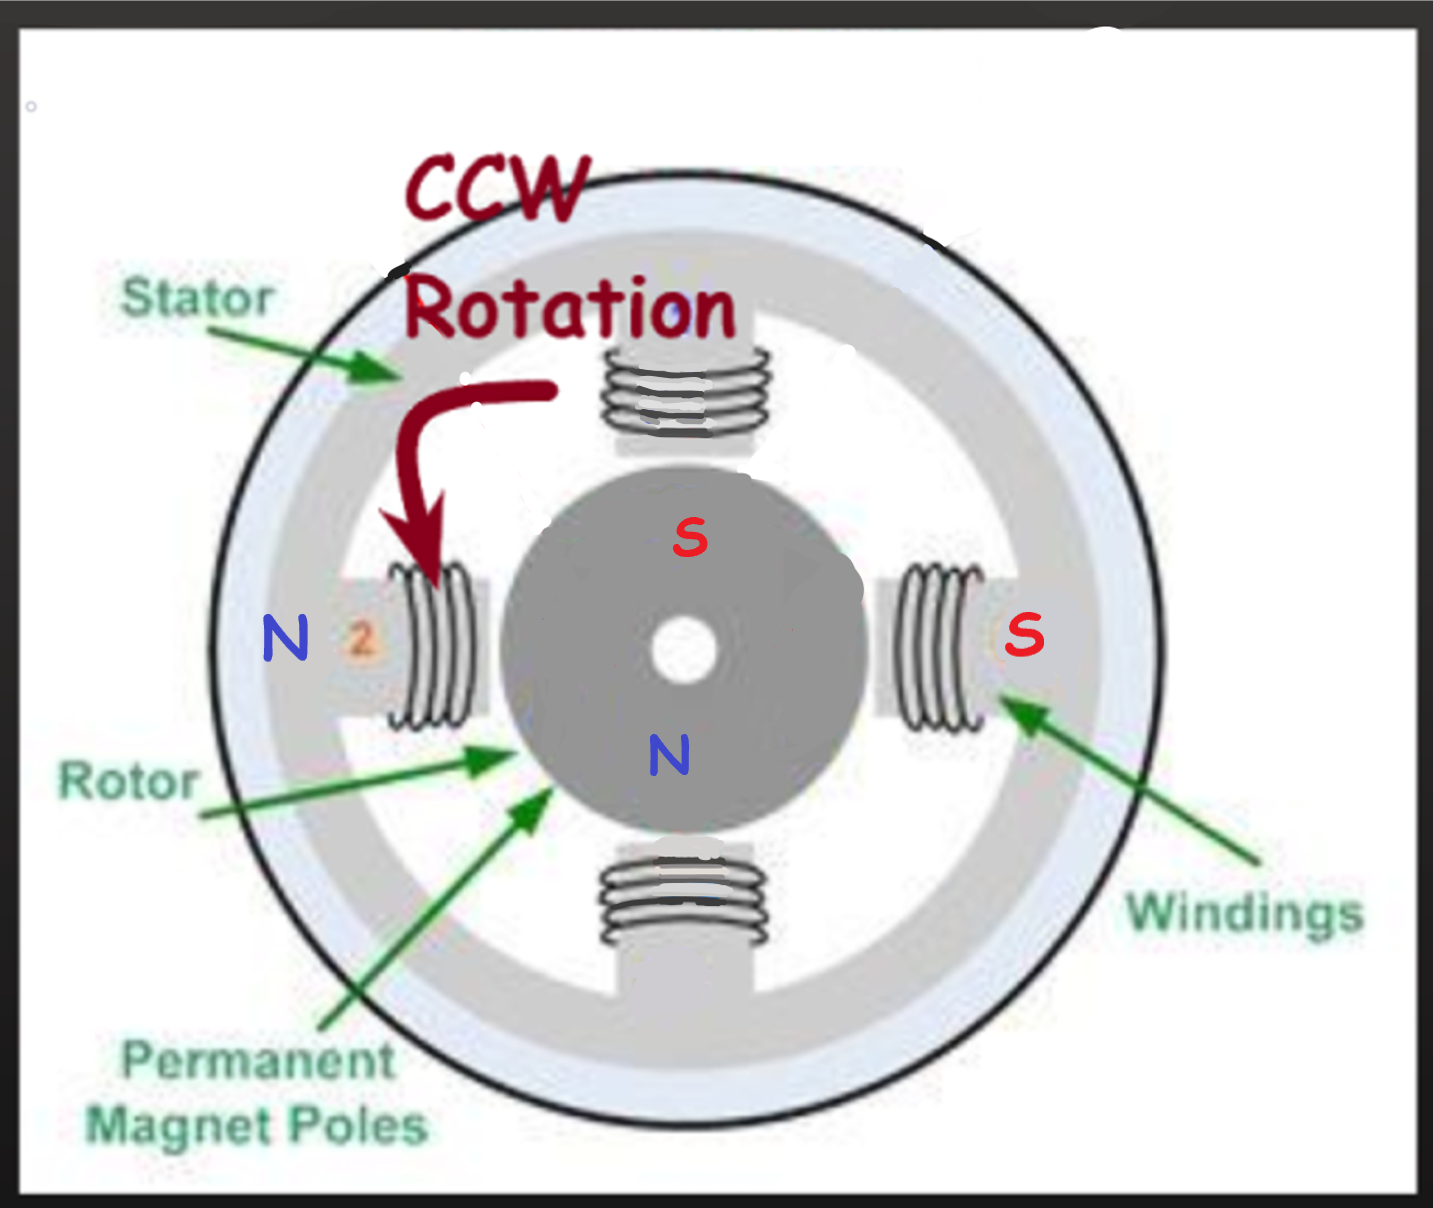 CCW
Rotation
Stator
S
N 2
S
N
Rotor
Windings
Permanent
Magnet Poles